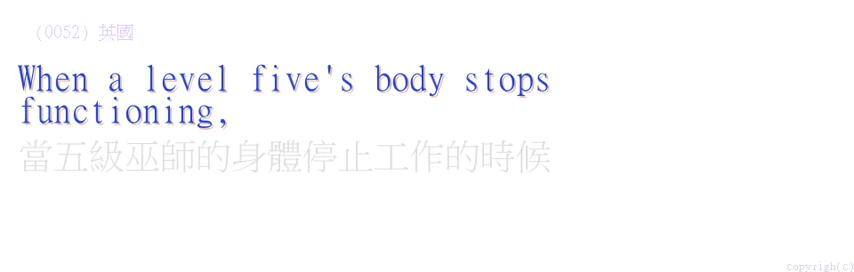 (0052) 英國
When a level five's body stops
functioning,
當五級巫師的身體停止工作的時候
copyrigh(c)